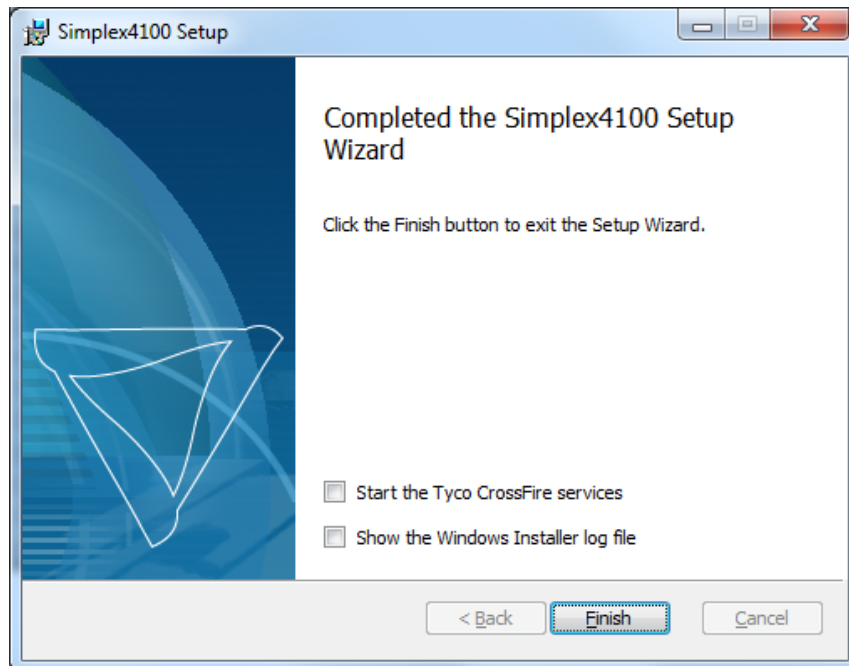 Simplex4100 Setup
Completed the Simplex4100 Setup
Wizard
Click the Finish button to exit the Setup Wizard.
Start the Tyco CrossFire services
Show the Windows Installer log file
< Back Finish Cancel